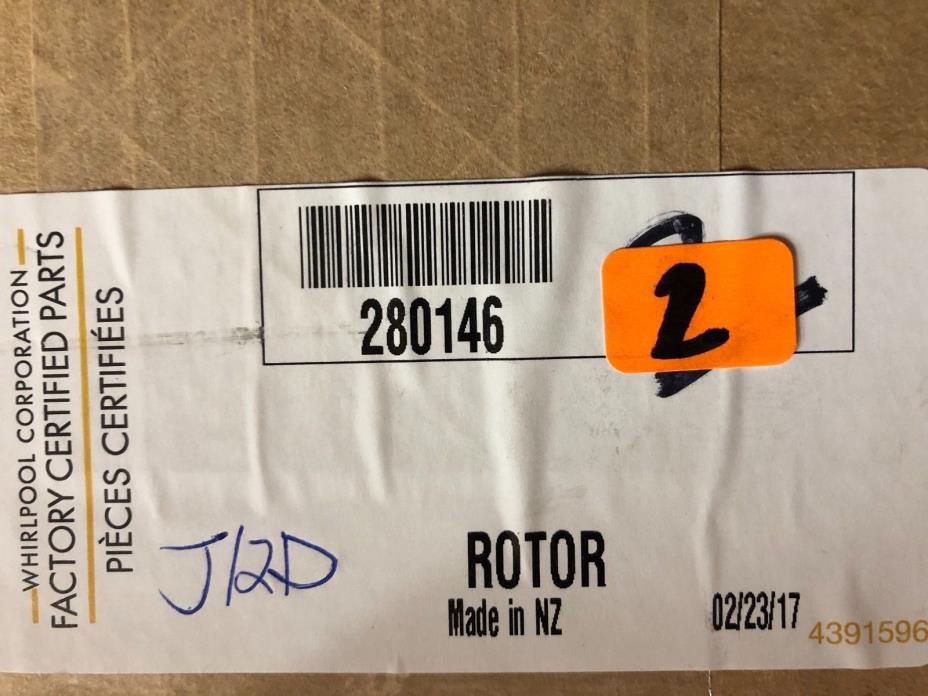 WHIRLPOOL CORPORATION
FACTORY CERTIFIED PARTS
PIÈCES CERTIFIÉES
280146
2
J12D
ROTOR
Made in NZ
02/23/17
4391596